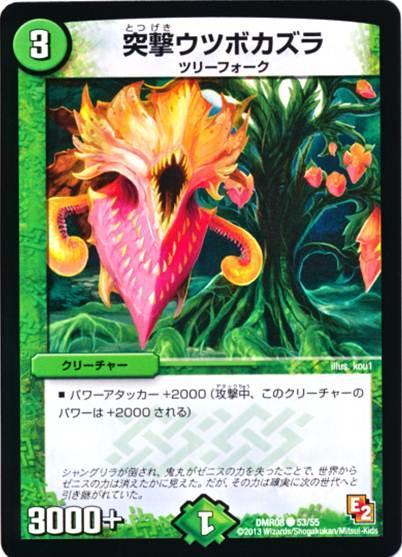 3
とつげき
突撃ウツボカズラ
ツリーフォーク
クリーチャー
illus. kou1
■ パワーアタッカー +2000 (攻撃中、このクリーチャーの
パワーは +2000 される)
シャングリラが倒され、鬼丸がゼニスの力を失ったことで、世界から
ゼニスの力は消えたかに見えた。だが、その力は確実に次の世代へと
引き継がれていた。
3000+
1
DMR08 53/55
©2013 Wizards/Shogakukan/Mitsui-Kids
E2